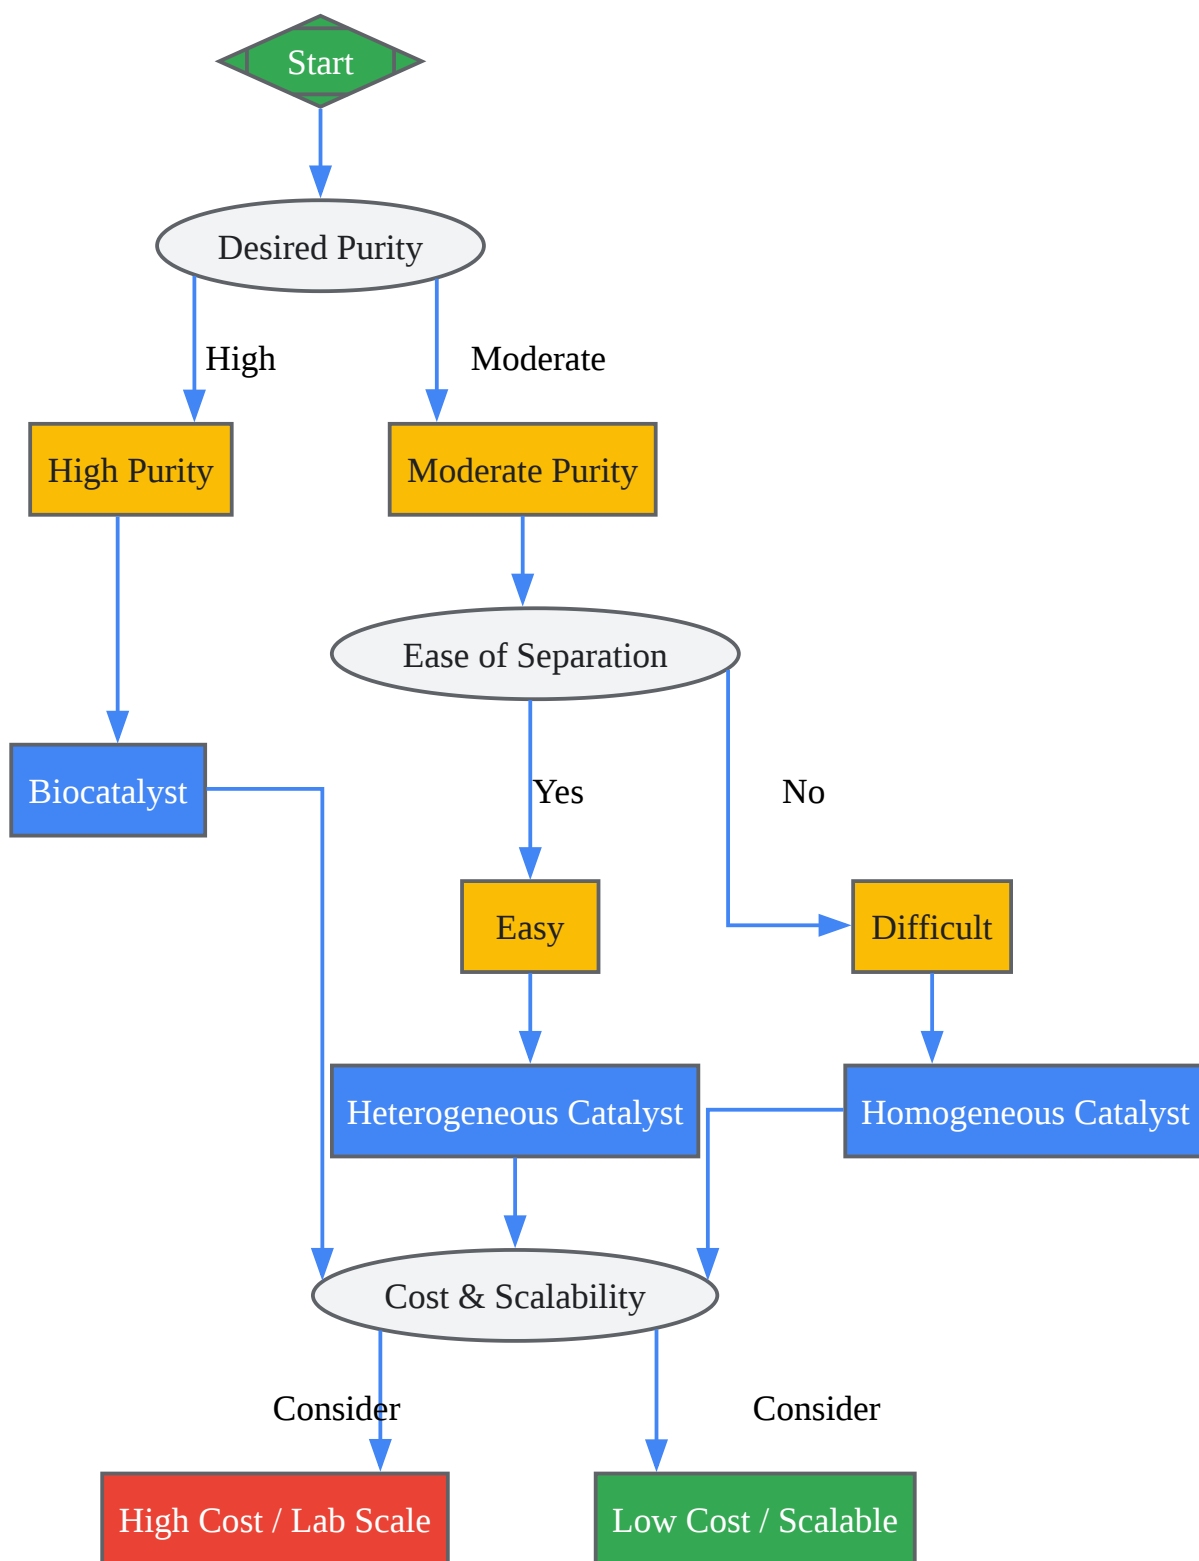 Start
Desired Purity
High
Moderate
High Purity
Moderate Purity
Ease of Separation
Biocatalyst
Yes
No
Easy
Difficult
Heterogeneous Catalyst
Homogeneous Catalyst
Cost & Scalability
Consider
Consider
High Cost / Lab Scale
Low Cost / Scalable